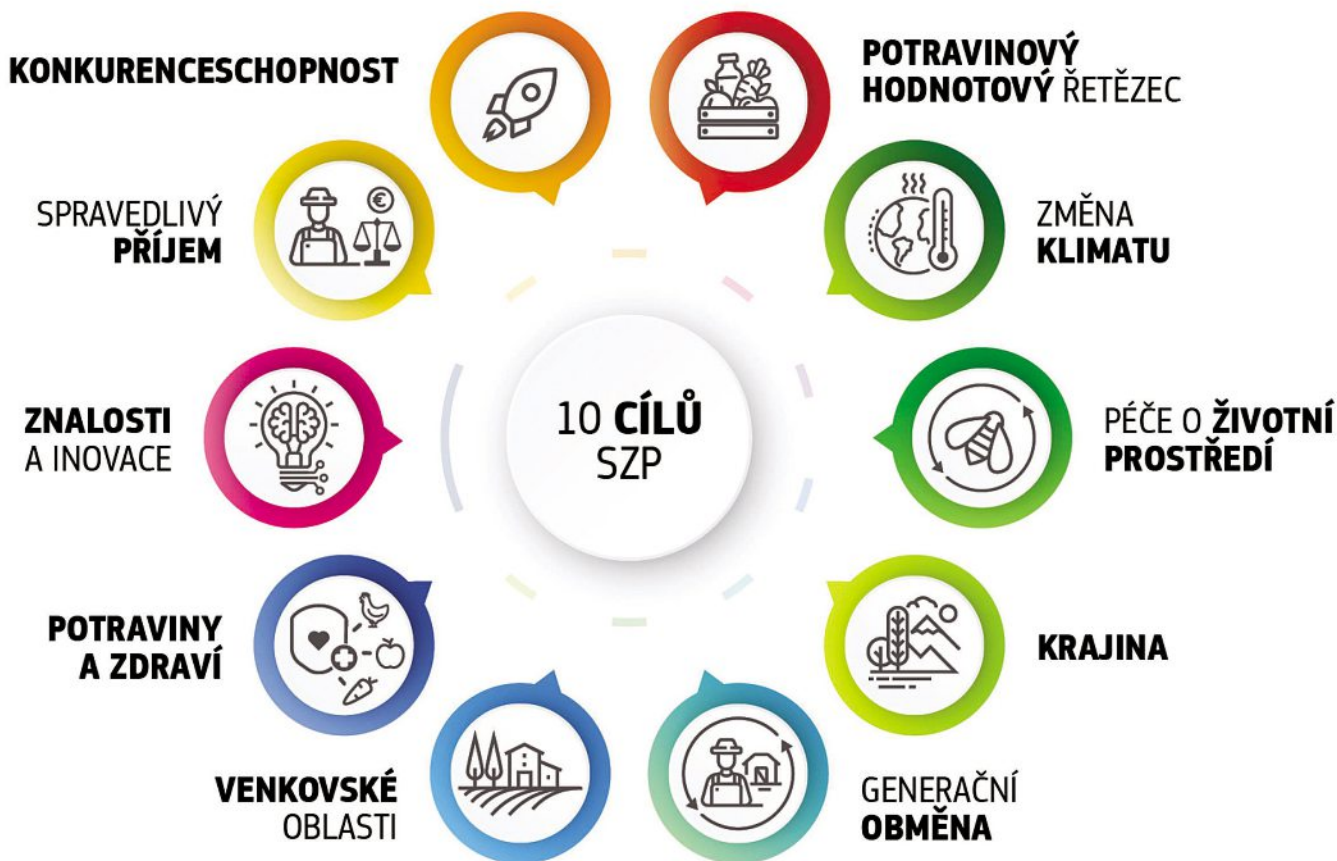 KONKURENCESCHOPNOST
POTRAVINOVÝ
HODNOTOVÝ ŘETĚZEC
SPRAVEDLIVÝ
PŘÍJEM
ZMĚNA
KLIMATU
ZNALOSTI
A INOVACE
10 CÍLŮ
SZP
PÉČE O ŽIVOTNÍ
PROSTŘEDÍ
POTRAVINY
A ZDRAVÍ
KRAJINA
VENKOVSKÉ
OBLASTI
GENERAČNÍ
OBMĚNA
€